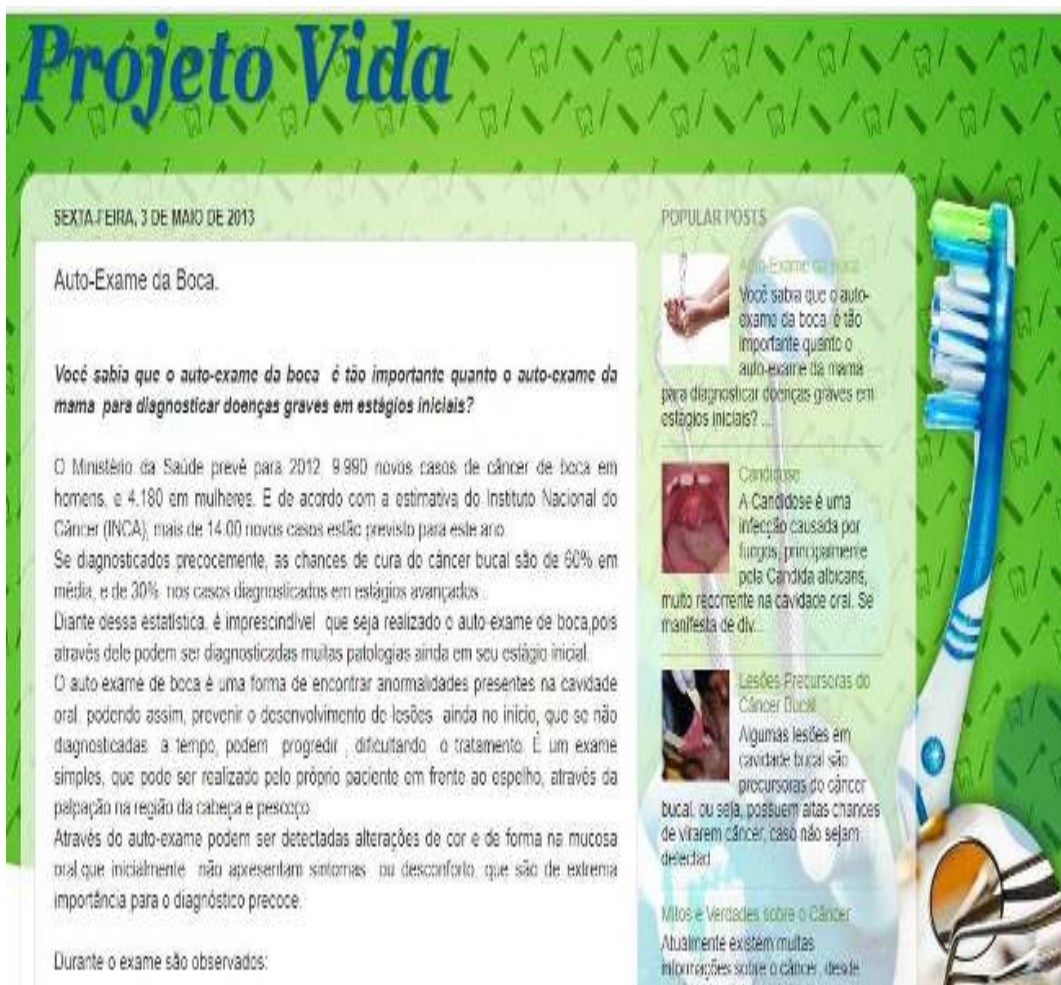 Projeto Vida
SEXTA-FEIRA, 3 DE MAIO DE 2013
Auto-Exame da Boca.
Você sabia que o auto-exame da boca é tão importante quanto o auto-exame da
mama para diagnosticar doenças graves em estágios iniciais?
O Ministério da Saúde prevê para 2012 9.990 novos casos de câncer de boca em
homens, e 4.180 em mulheres. E de acordo com a estimativa do Instituto Nacional do
Câncer (INCA), mais de 14.00 novos casos estão previsto para este ano.
Se diagnosticados precocemente, as chances de cura do câncer bucal são de 60% em
média, e de 30% nos casos diagnosticados em estágios avançados .
Diante dessa estatística, é imprescindível que seja realizado o auto-exame de boca,pois
através dele podem ser diagnosticadas muitas patologias ainda em seu estágio inicial.
O auto exame de boca é uma forma de encontrar anormalidades presentes na cavidade
oral, podendo assim, prevenir o desenvolvimento de lesões ainda no início, que se não
diagnosticadas a tempo, podem progredir , dificultando o tratamento. É um exame
simples, que pode ser realizado pelo próprio paciente em frente ao espelho, através da
palpação na região da cabeça e pescoço.
Através do auto-exame podem ser detectadas alterações de cor e de forma na mucosa
oral que inicialmente não apresentam sintomas ou desconforto, que são de extrema
importância para o diagnóstico precoce.
Durante o exame são observados:
POPULAR POSTS
Auto-Exame da Boca.
Você sabia que o auto-
exame da boca é tão
importante quanto o
auto-exame da mama
para diagnosticar doenças graves em
estágios iniciais? ...
Candidose
A Candidose é uma
infecção causada por
fungos, principalmente
pela Candida albicans,
muito recorrente na cavidade oral. Se
manifesta de div...
Lesões Precursoras do
Câncer Bucal
Algumas lesões em
cavidade bucal são
precursoras do câncer
bucal, ou seja, possuem altas chances
de virarem câncer, caso não sejam
detectad...
Mitos e Verdades sobre o Câncer
Atualmente existem muitas
informações sobre o câncer, desde